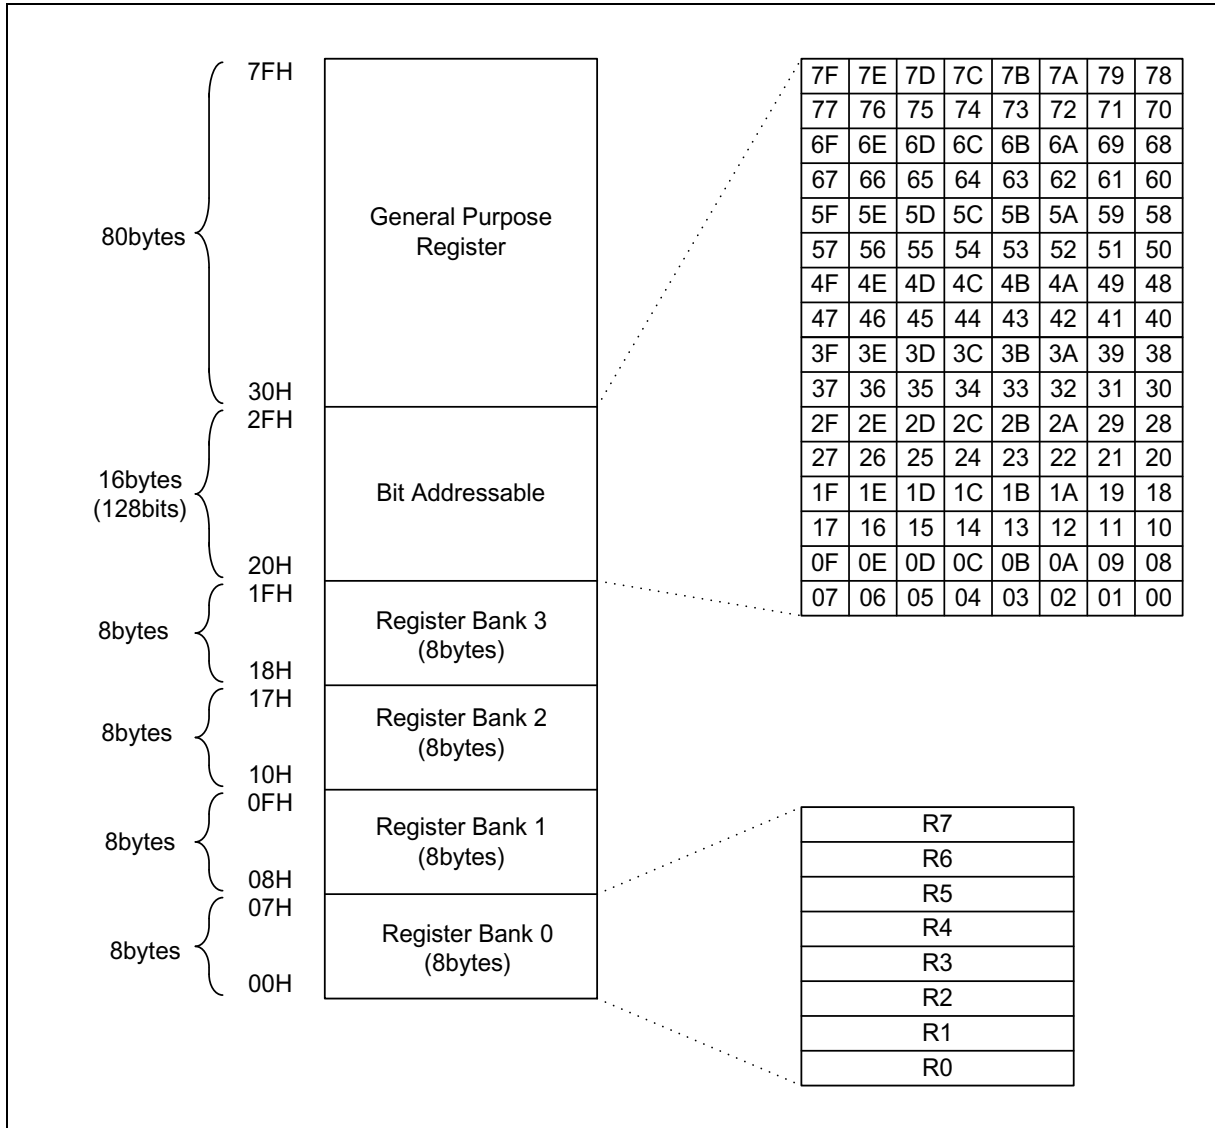 7FH
80bytes
General Purpose
Register
30H
2FH
16bytes
(128bits)
Bit Addressable
20H
1FH
8bytes
Register Bank 3
(8bytes)
18H
17H
8bytes
Register Bank 2
(8bytes)
10H
0FH
8bytes
Register Bank 1
(8bytes)
08H
07H
8bytes
Register Bank 0
(8bytes)
00H
7F 7E 7D 7C 7B 7A 79 78
77 76 75 74 73 72 71 70
6F 6E 6D 6C 6B 6A 69 68
67 66 65 64 63 62 61 60
5F 5E 5D 5C 5B 5A 59 58
57 56 55 54 53 52 51 50
4F 4E 4D 4C 4B 4A 49 48
47 46 45 44 43 42 41 40
3F 3E 3D 3C 3B 3A 39 38
37 36 35 34 33 32 31 30
2F 2E 2D 2C 2B 2A 29 28
27 26 25 24 23 22 21 20
1F 1E 1D 1C 1B 1A 19 18
17 16 15 14 13 12 11 10
0F 0E 0D 0C 0B 0A 09 08
07 06 05 04 03 02 01 00
R7
R6
R5
R4
R3
R2
R1
R0